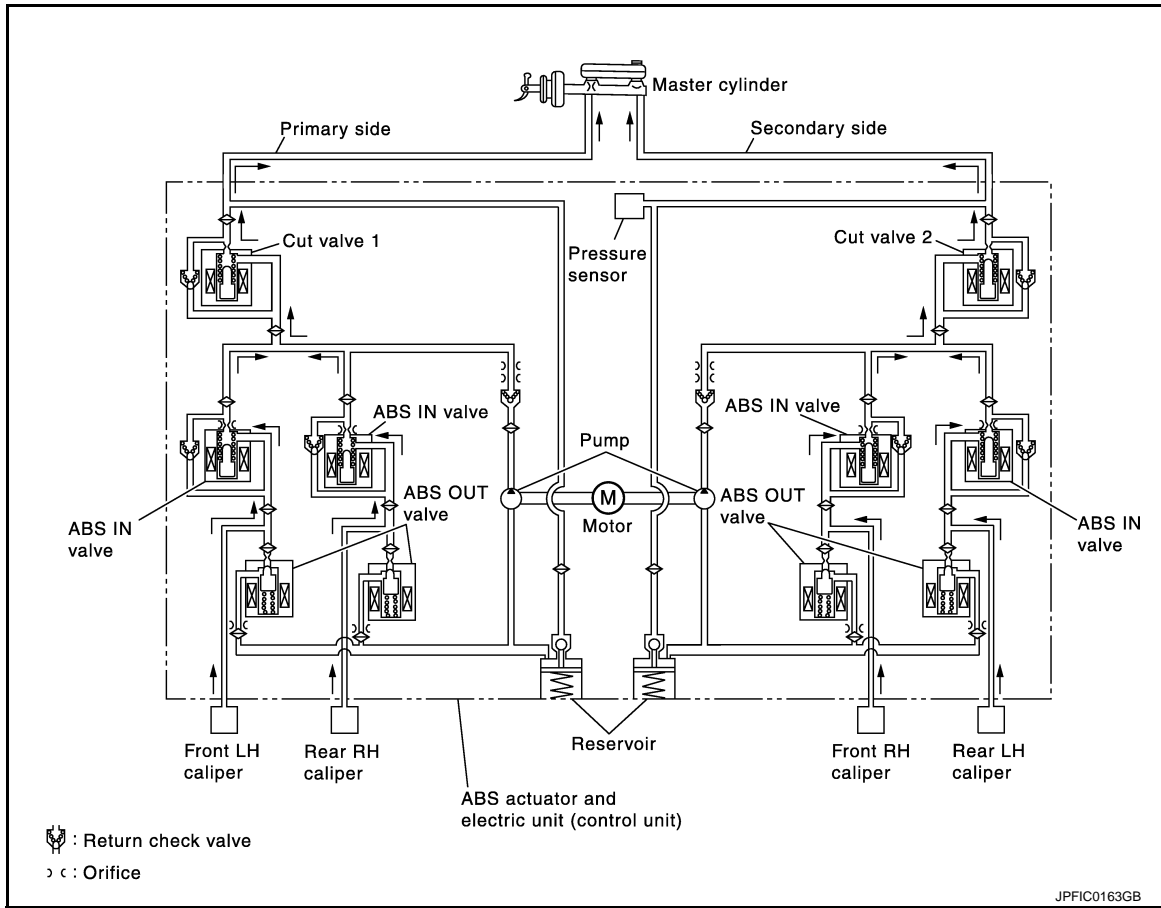 Master cylinder
Primary side
Secondary side
Cut valve 1
Pressure
sensor
Cut valve 2
ABS IN valve
ABS IN valve
Pump
ABS OUT
valve
M
Motor
ABS OUT
valve
ABS IN
valve
ABS IN
valve
Reservoir
Front LH
caliper
Rear RH
caliper
Front RH
caliper
Rear LH
caliper
ABS actuator and
electric unit (control unit)
: Return check valve
: Orifice
JPFIC0163GB